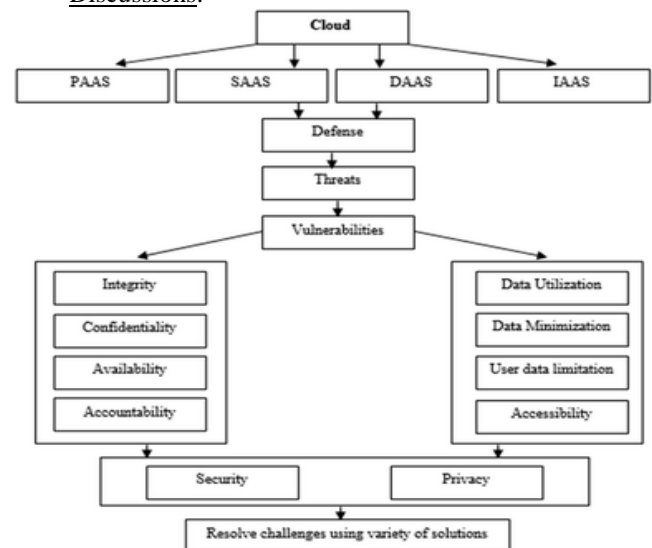 Discussions:
Cloud
PAAS
SAAS
DAAS
IAAS
Defense
Threats
Vulnerabilities
Integrity
Confidentiality
Availability
Accountability
Data Utilization
Data Minimization
User data limitation
Accessibility
Security
Privacy
Resolve challenges using variety of solutions